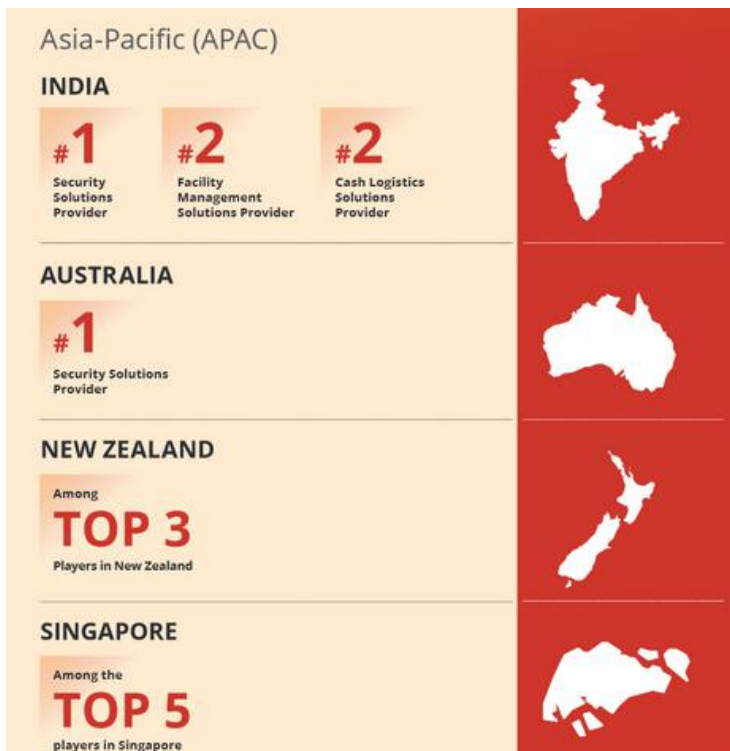 Asia-Pacific (APAC)
INDIA
#1
Security
Solutions
Provider
#2
Facility
Management
Solutions Provider
#2
Cash Logistics
Solutions
Provider
AUSTRALIA
#1
Security Solutions
Provider
NEW ZEALAND
Among
TOP 3
Players in New Zealand
SINGAPORE
Among the
TOP 5
players in Singapore